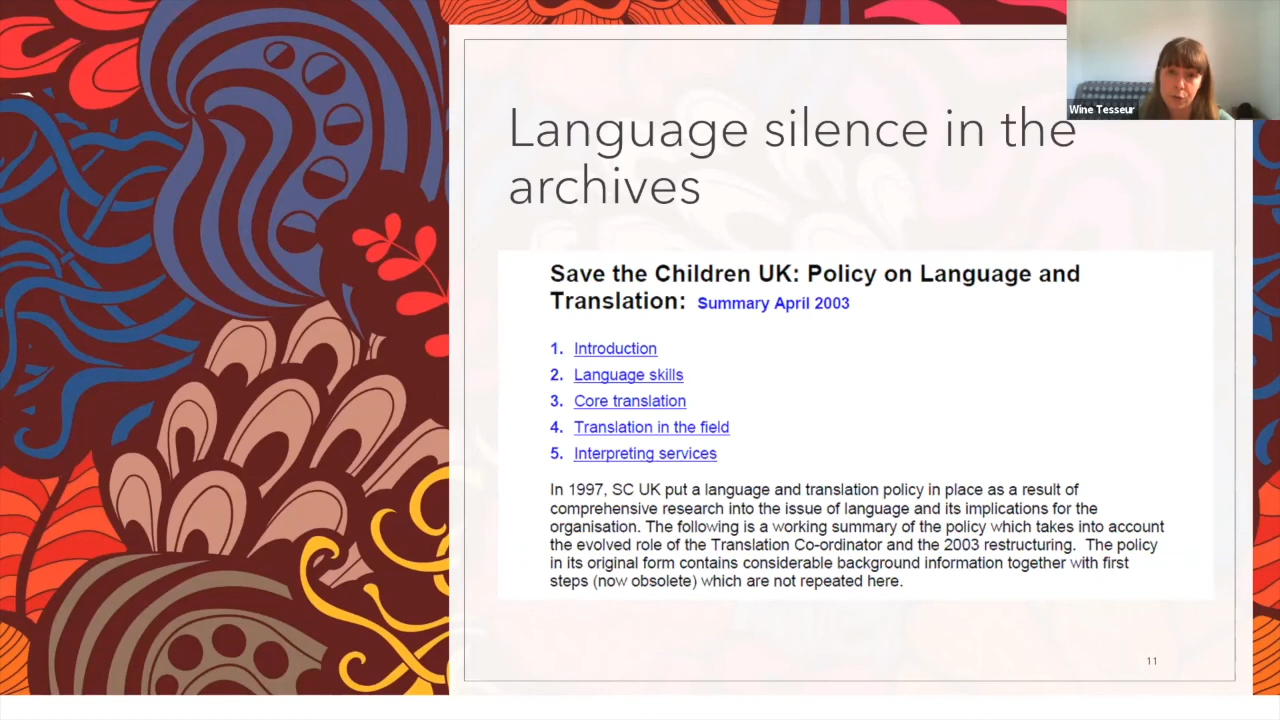 Wine Tesseur
Language silence in the
archives
Save the Children UK: Policy on Language and
Translation: Summary April 2003
1. Introduction
2. Language skills
3. Core translation
4. Translation in the field
5. Interpreting services
In 1997, SC UK put a language and translation policy in place as a result of
comprehensive research into the issue of language and its implications for the
organisation. The following is a working summary of the policy which takes into account
the evolved role of the Translation Co-ordinator and the 2003 restructuring. The policy
in its original form contains considerable background information together with first
steps (now obsolete) which are not repeated here.
11